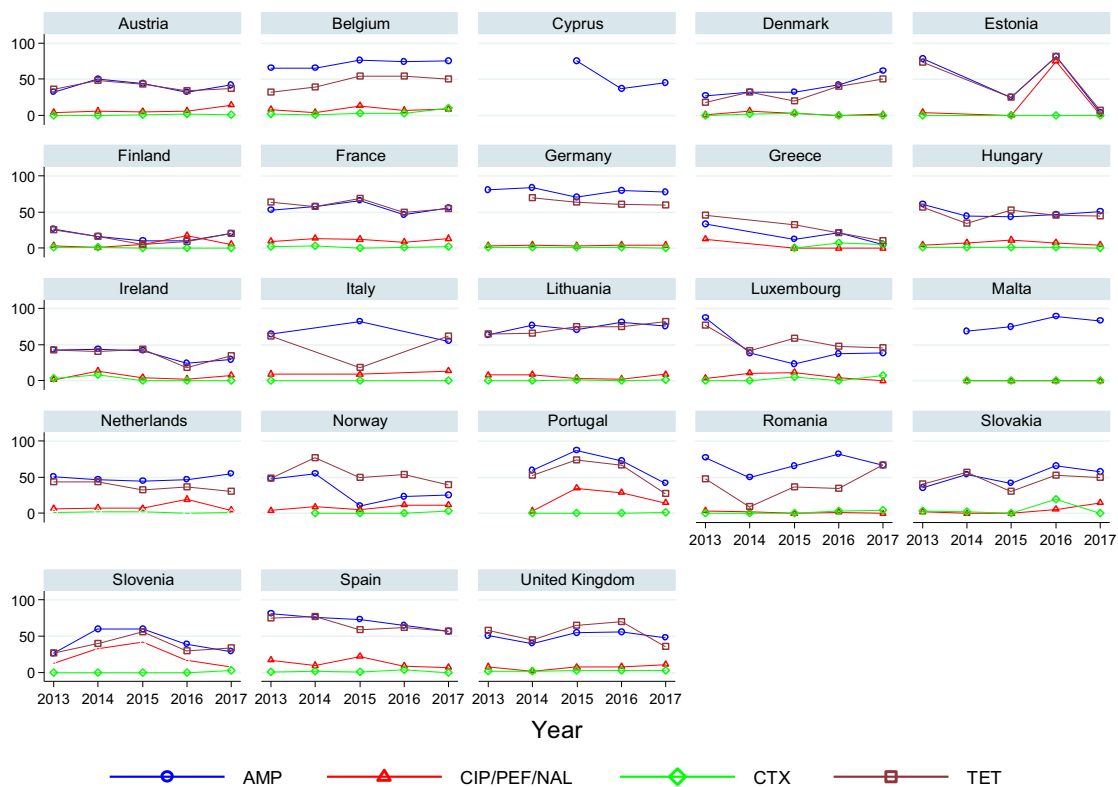 Austria Belgium Cyprus Denmark Estonia
100
50
0
Finland France Germany Greece Hungary
100
50
0
Ireland Italy Lithuania Luxembourg Malta
100
50
0
Netherlands Norway Portugal Romania Slovakia
100
50
0
2013 2014 2015 2016 2017 2013 2014 2015 2016 2017
Slovenia Spain United Kingdom
100
50
0
2013 2014 2015 2016 2017 2013 2014 2015 2016 2017 2013 2014 2015 2016 2017
Year
AMP CIP/PEF/NAL CTX TET